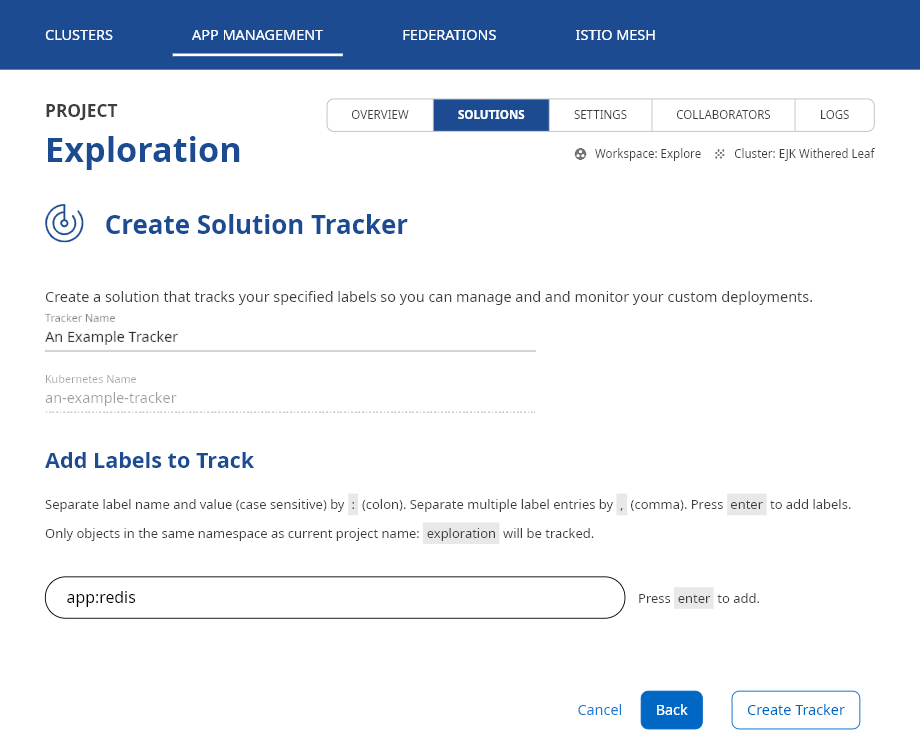 CLUSTERS APP MANAGEMENT FEDERATIONS ISTIO MESH
PROJECT
Exploration
OVERVIEW SOLUTIONS SETTINGS COLLABORATORS LOGS
Workspace: Explore Cluster: EJK Withered Leaf
Create Solution Tracker
Create a solution that tracks your specified labels so you can manage and and monitor your custom deployments.
Tracker Name
An Example Tracker
Kubernetes Name
an-example-tracker
Add Labels to Track
Separate label name and value (case sensitive) by : (colon). Separate multiple label entries by , (comma). Press enter to add labels.
Only objects in the same namespace as current project name: exploration will be tracked.
app:redis Press enter to add.
Cancel Back Create Tracker